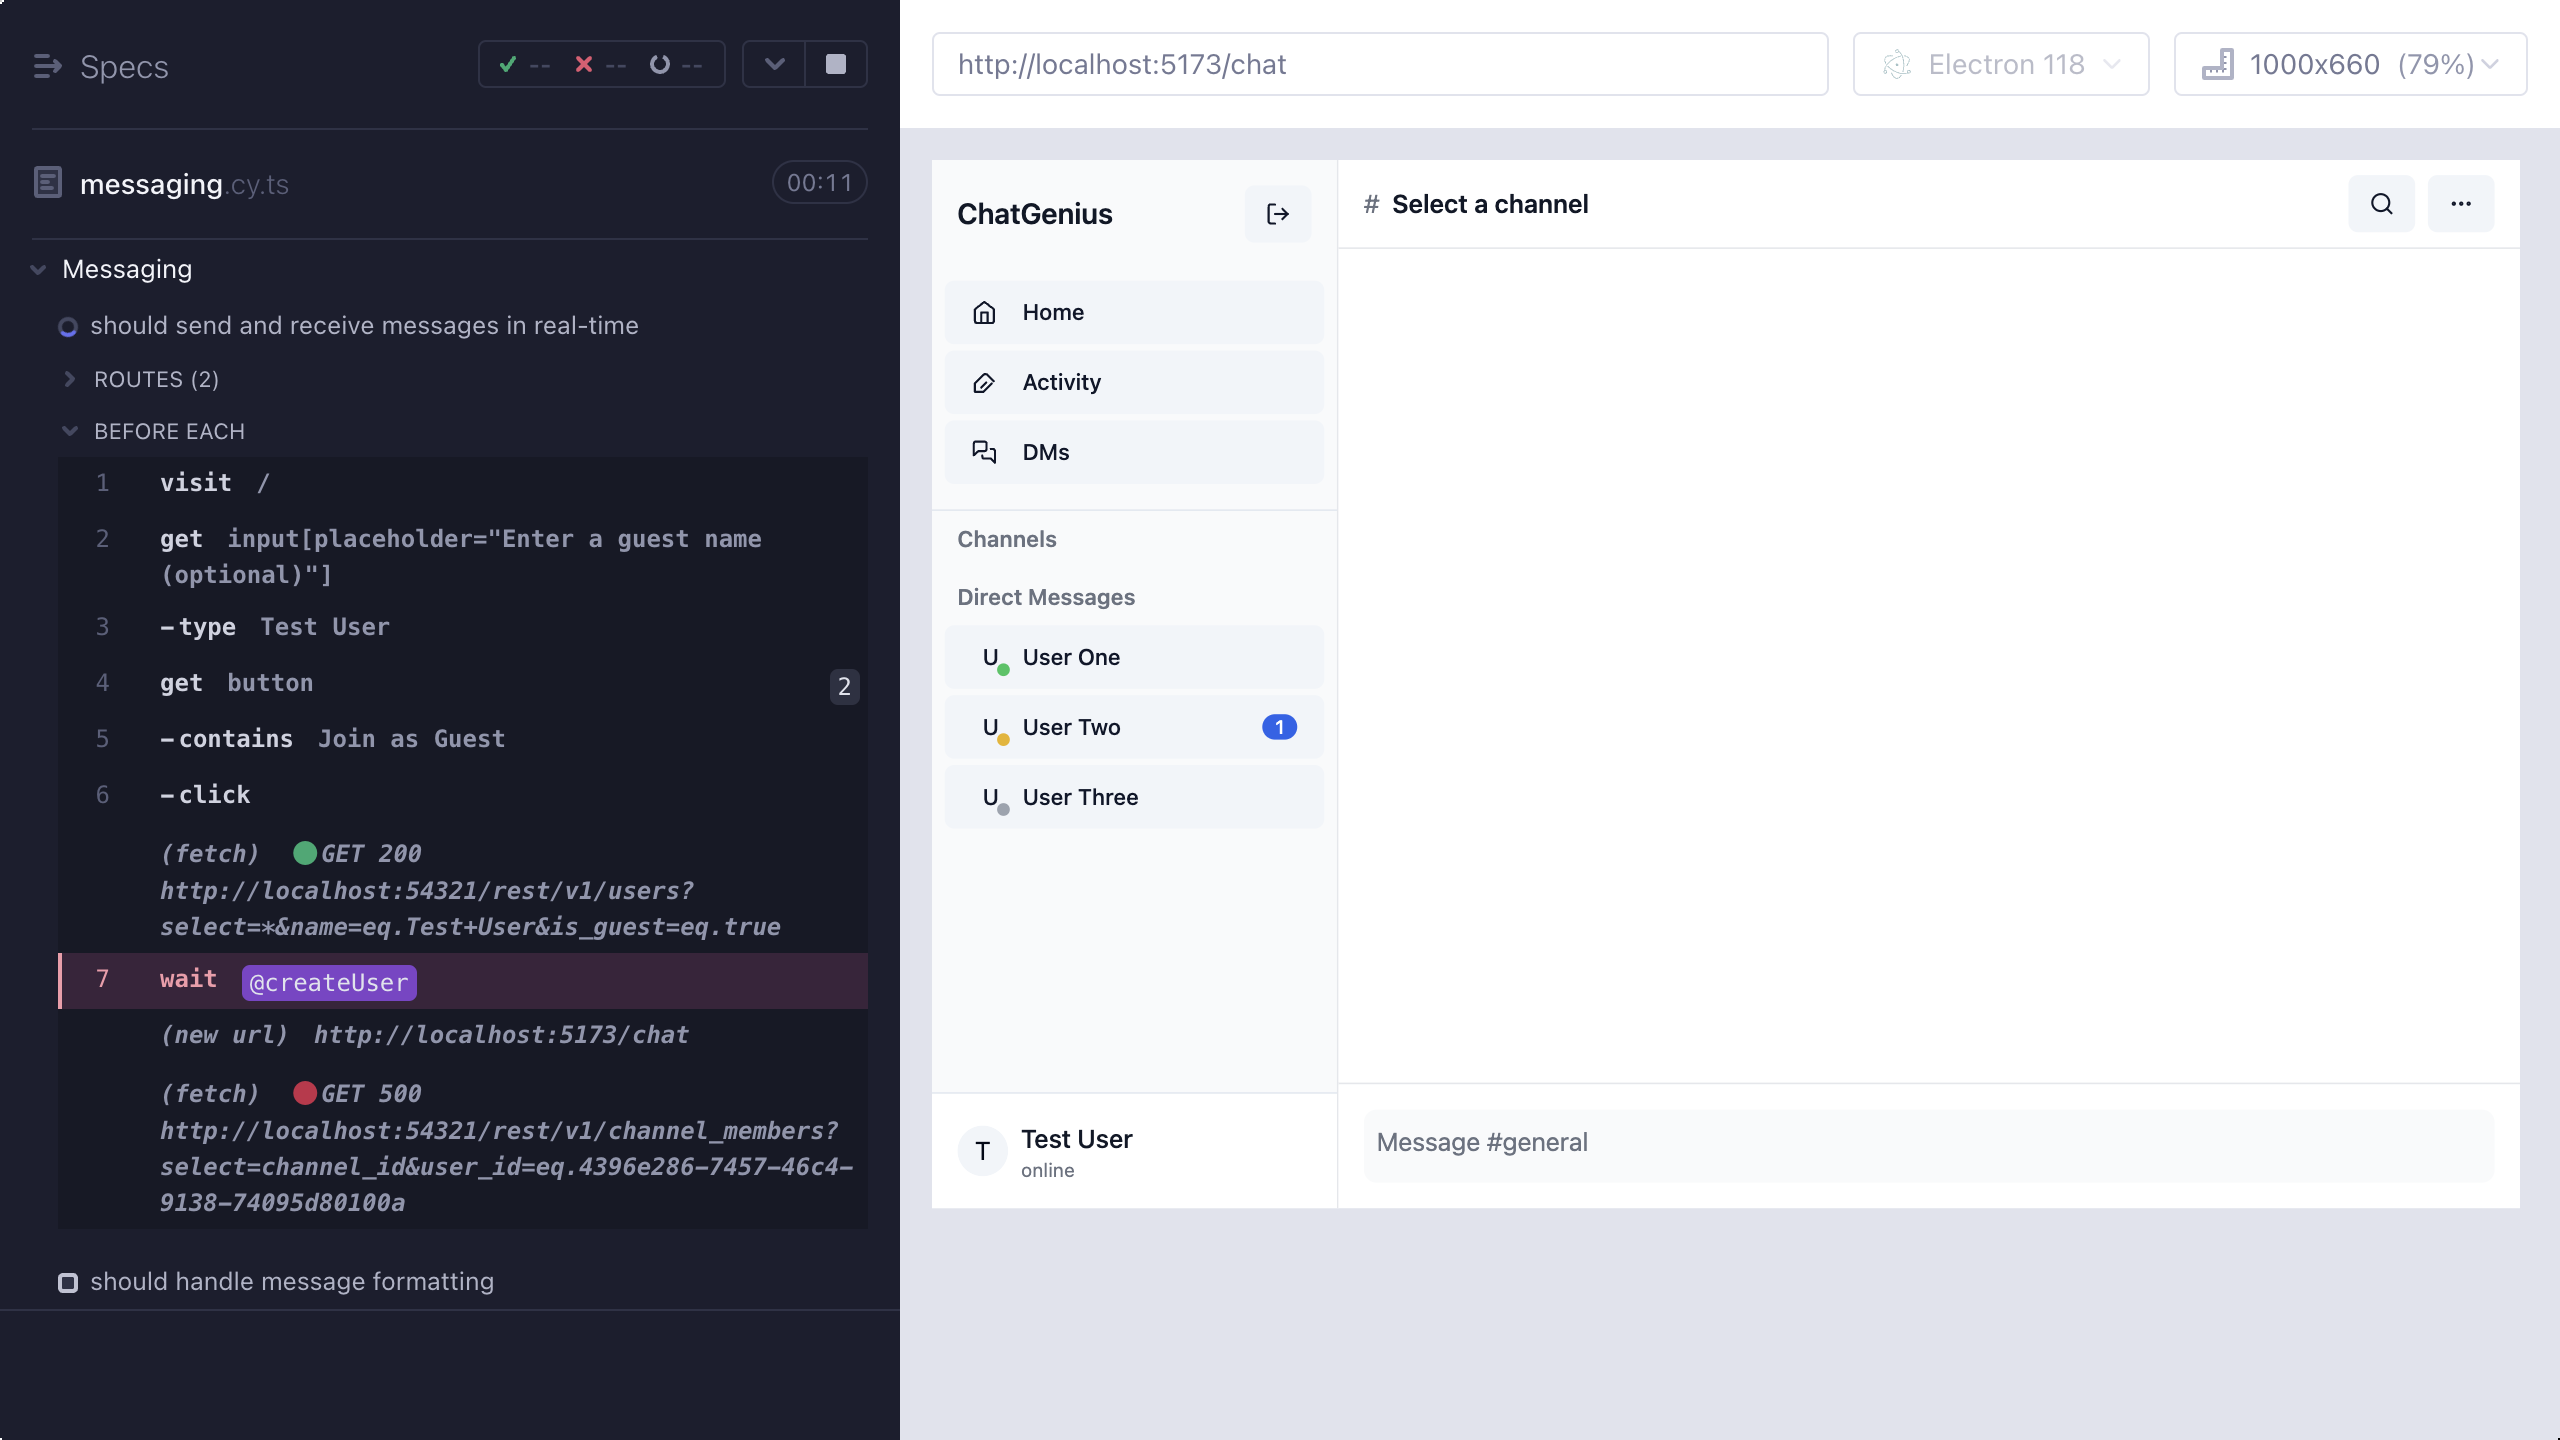 Specs
-- -- --
messaging.cy.ts
00:11
Messaging
should send and receive messages in real-time
ROUTES (2)
BEFORE EACH
1 visit /
2 get input[placeholder="Enter a guest name
(optional)"]
3 -type Test User
4 get button 2
5 -contains Join as Guest
6 -click
(fetch) GET 200
http://localhost:54321/rest/v1/users?
select=*&name=eq.Test+User&is_guest=eq.true
7 wait @createUser
(new url) http://localhost:5173/chat
(fetch) GET 500
http://localhost:54321/rest/v1/channel_members?
select=channel_id&user_id=eq.4396e286-7457-46c4-
9138-74095d80100a
should handle message formatting
http://localhost:5173/chat
Electron 118
1000x660 (79%)
ChatGenius
Home
Activity
DMs
Channels
Direct Messages
U User One
U User Two 1
U User Three
T Test User
online
# Select a channel
Message #general